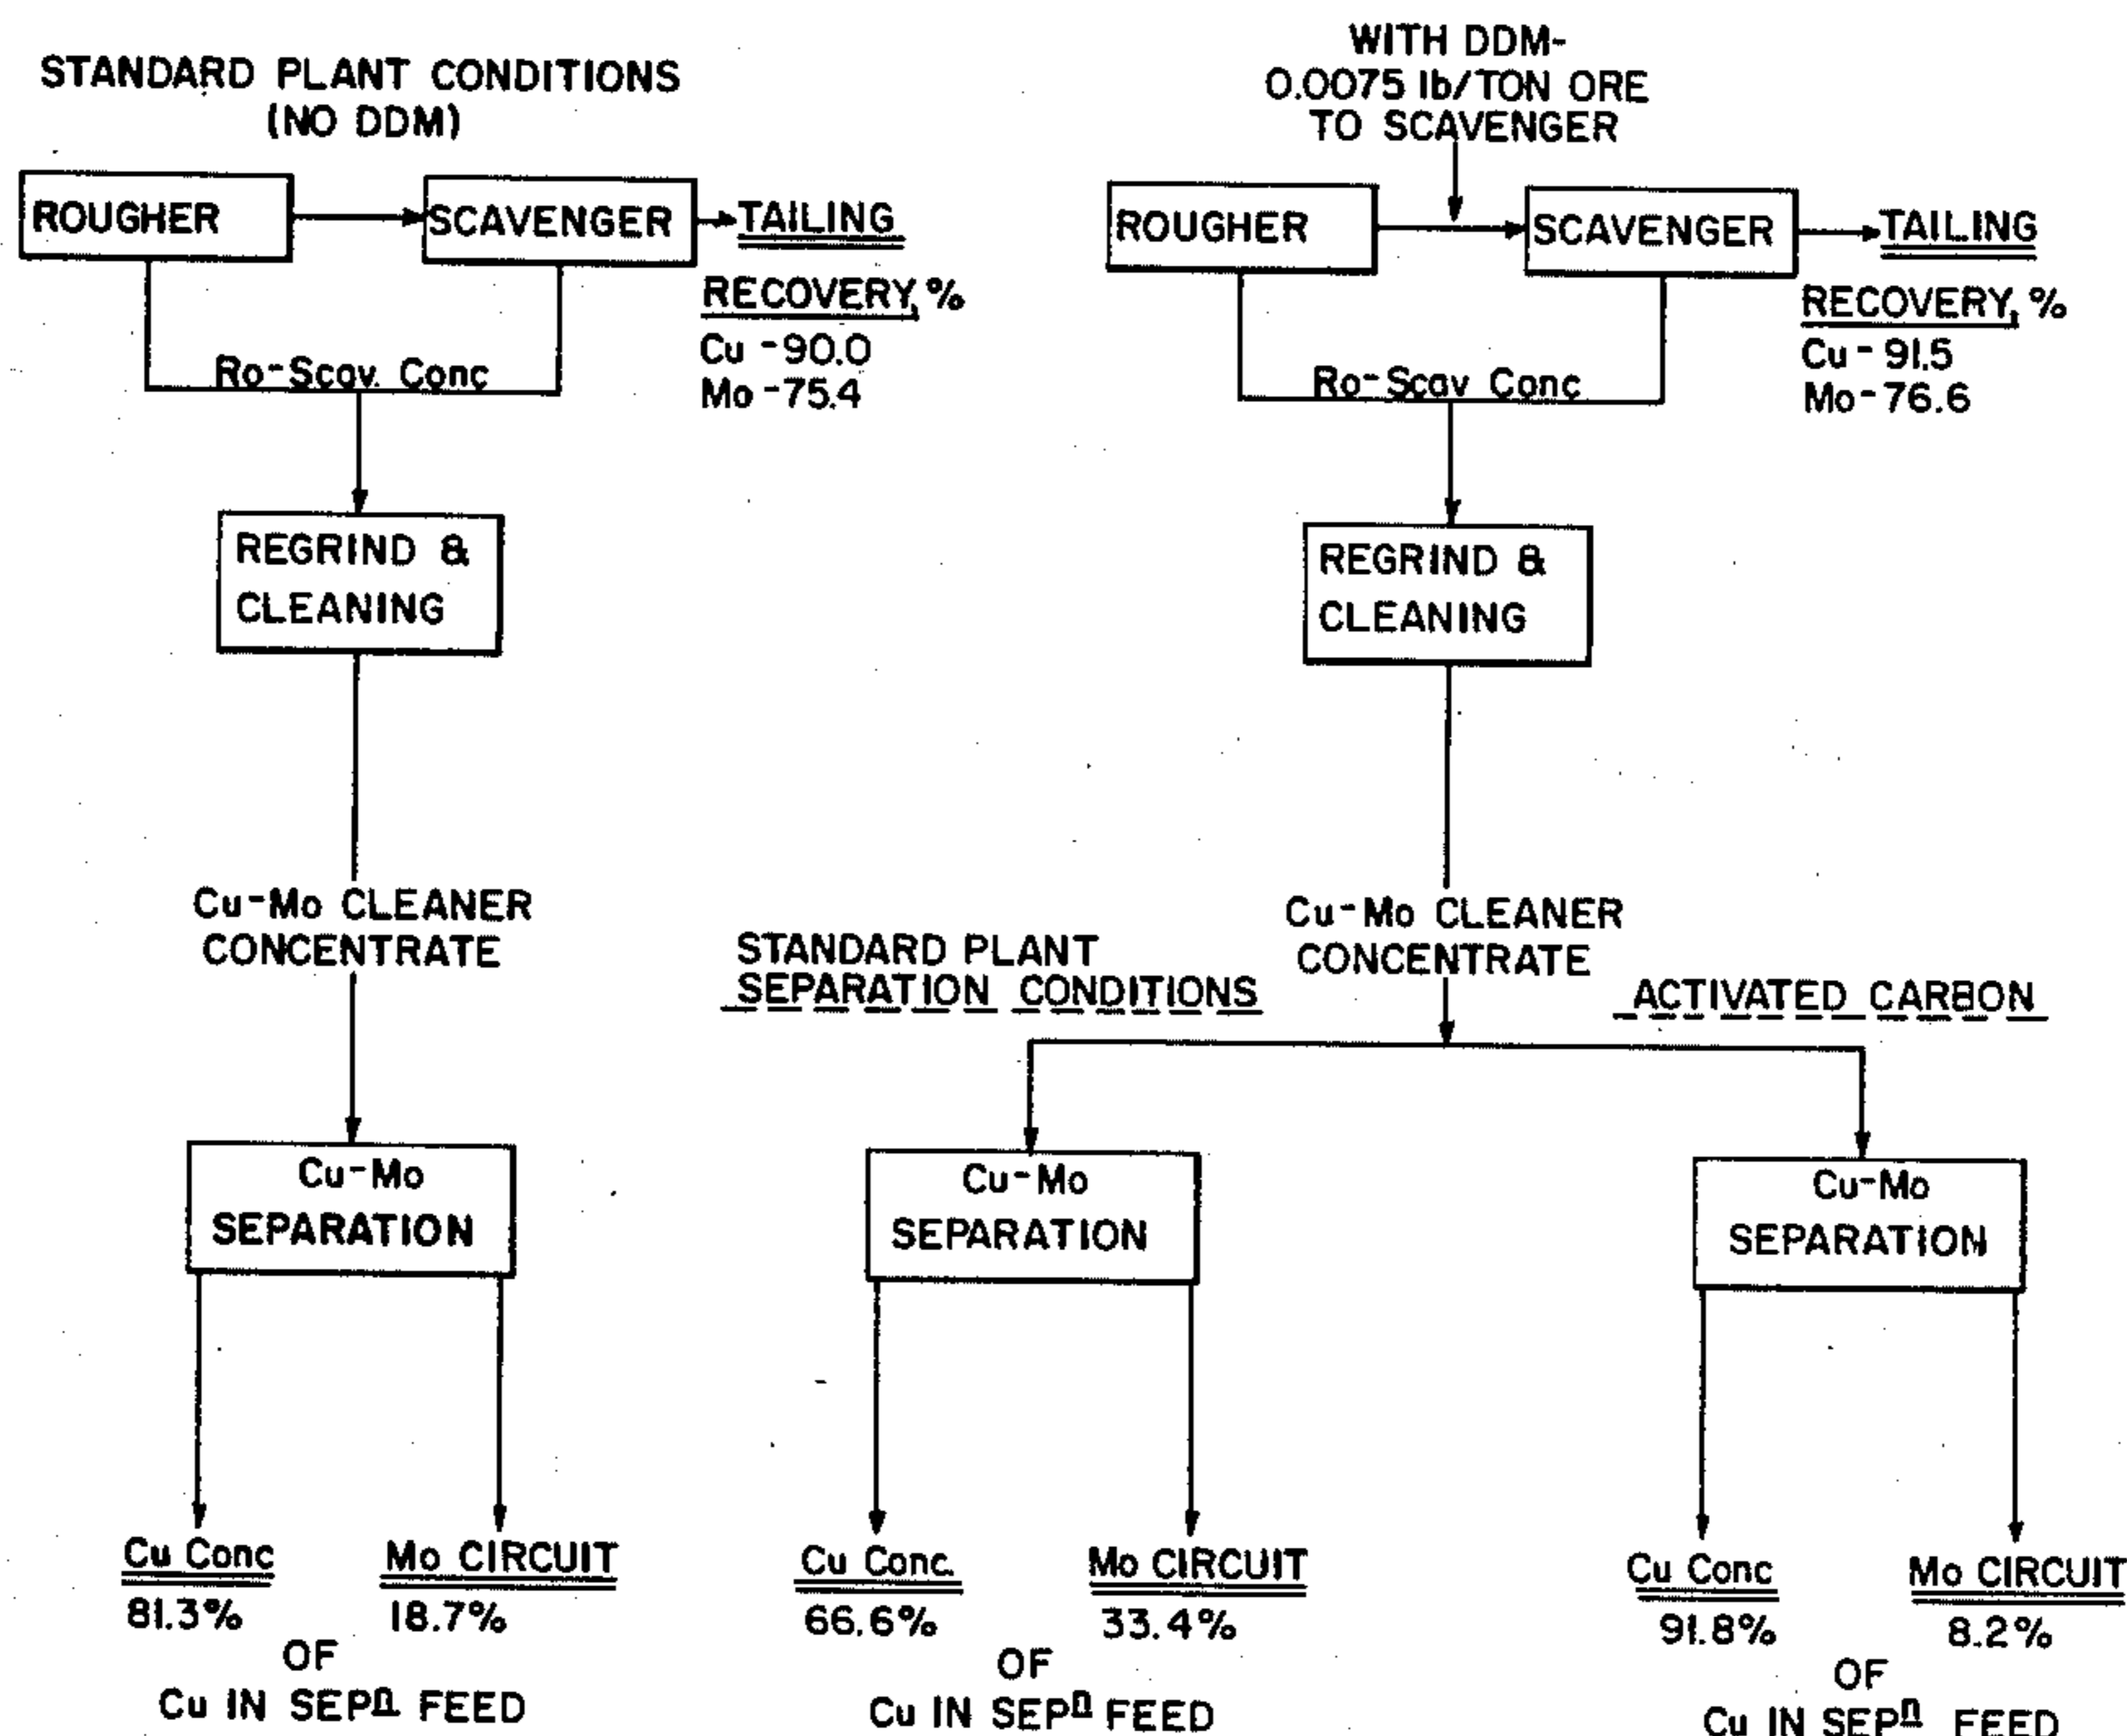 STANDARD PLANT CONDITIONS
(NO DDM)
ROUGHER
SCAVENGER
TAILING
RECOVERY, %
Cu - 90.0
Mo - 75.4
Ro-Scav. Conc
REGRIND &
CLEANING
Cu-Mo CLEANER
CONCENTRATE
Cu-Mo
SEPARATION
Cu Conc
81.3%
Mo CIRCUIT
18.7%
OF
Cu IN SEPⁿ FEED
WITH DDM-
0.0075 lb/TON ORE
TO SCAVENGER
ROUGHER
SCAVENGER
TAILING
RECOVERY, %
Cu - 91.5
Mo - 76.6
Ro-Scav Conc
REGRIND &
CLEANING
Cu-Mo CLEANER
CONCENTRATE
STANDARD PLANT
SEPARATION CONDITIONS
Cu-Mo
SEPARATION
Cu Conc.
66.6%
Mo CIRCUIT
33.4%
OF
Cu IN SEPⁿ FEED
ACTIVATED CARBON
Cu-Mo
SEPARATION
Cu Conc
91.8%
Mo CIRCUIT
8.2%
OF
Cu IN SEPⁿ FEED